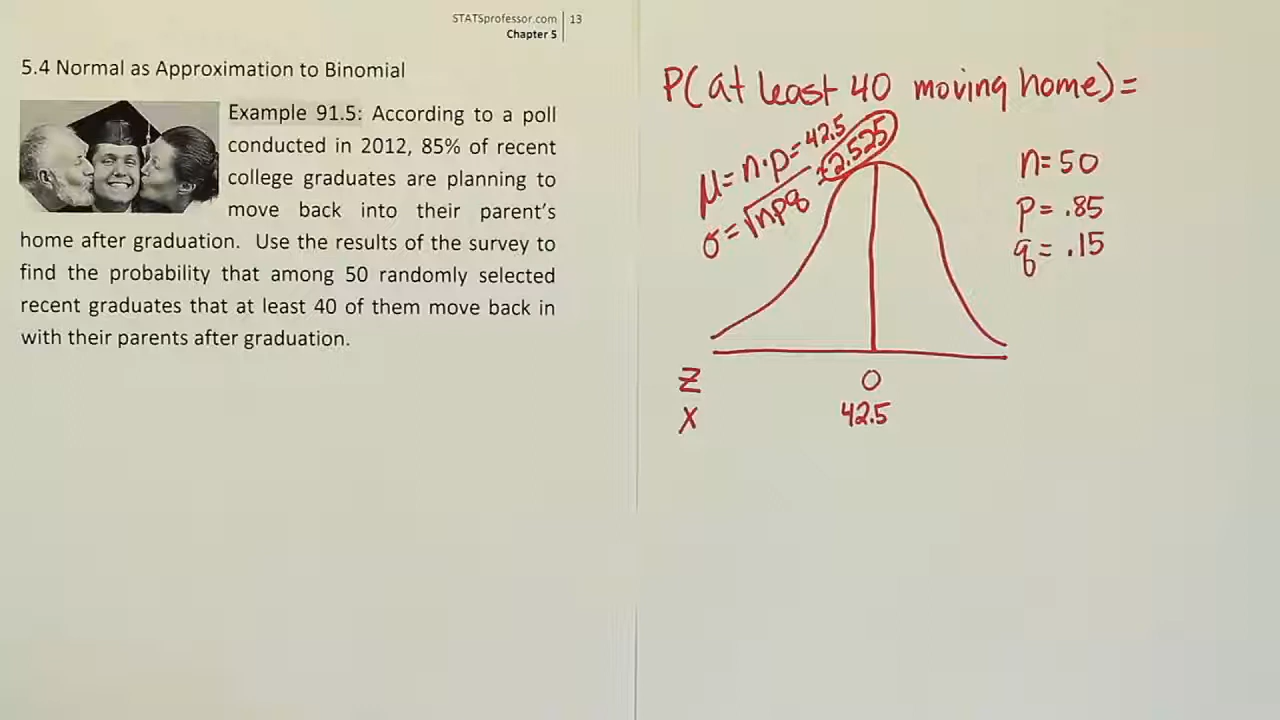 STATSprofessor.com 13
Chapter 5
5.4 Normal as Approximation to Binomial
Example 91.5: According to a poll
conducted in 2012, 85% of recent
college graduates are planning to
move back into their parent's
home after graduation. Use the results of the survey to
find the probability that among 50 randomly selected
recent graduates that at least 40 of them move back in
with their parents after graduation.
P(at least 40 moving home)=
μ=n·p=42.5
σ=√npq = 2.525
n=50
p=.85
q=.15
Z 0
X 42.5